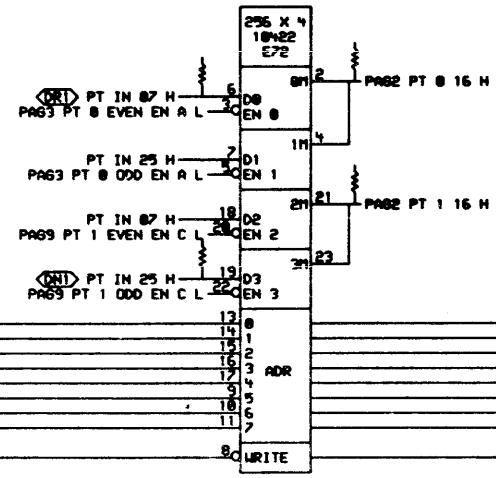 256 X 4
10422
E72
DR1 PT IN 07 H 6 D0 0M 2 PAG2 PT 0 16 H
PAG3 PT 0 EVEN EN A L 3 EN 0
1M 4
PT IN 25 H 7 D1
PAG3 PT 0 ODD EN A L 5 EN 1
2M 21 PAG2 PT 1 16 H
PT IN 07 H 18 D2
PAG9 PT 1 EVEN EN C L 20 EN 2
3M 23
DN1 PT IN 25 H 19 D3
PAG9 PT 1 ODD EN C L 22 EN 3
13 0
14 1
15 2
16 3 ADR
17 4
9 5
10 6
11 7
8 WRITE